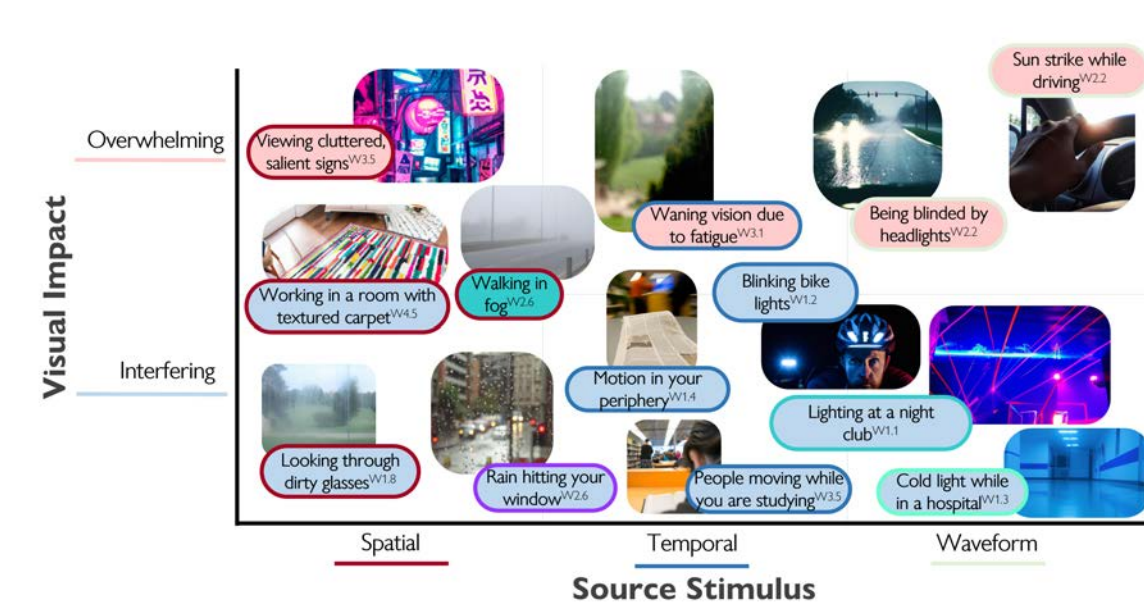 Sun strike while
driving^W2.2
Overwhelming
Viewing cluttered,
salient signs^W3.5
Waning vision due
to fatigue^W3.1
Being blinded by
headlights^W2.2
Working in a room with
textured carpet^W4.5
Walking in
fog^W2.6
Blinking bike
lights^W1.2
Visual Impact
Interfering
Motion in your
periphery^W1.4
Lighting at a night
club^W1.1
Looking through
dirty glasses^W1.8
Rain hitting your
window^W2.6
People moving while
you are studying^W3.5
Cold light while
in a hospital^W1.3
Spatial
Temporal
Waveform
Source Stimulus